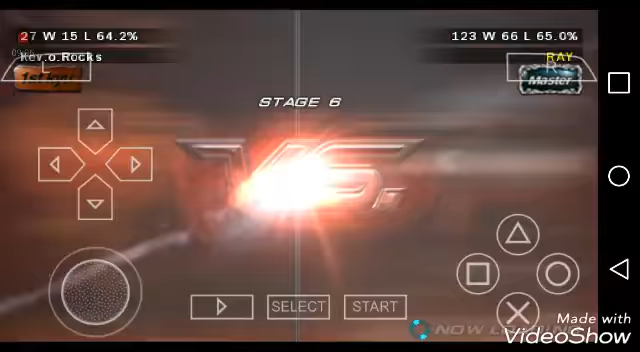 27 W 15 L 64.2%
123 W 66 L 65.0%
Kev.o.Rocks
RAY
Master
STAGE 6
VS.
SELECT
START
NOW LOADING
Made with
VideoShow